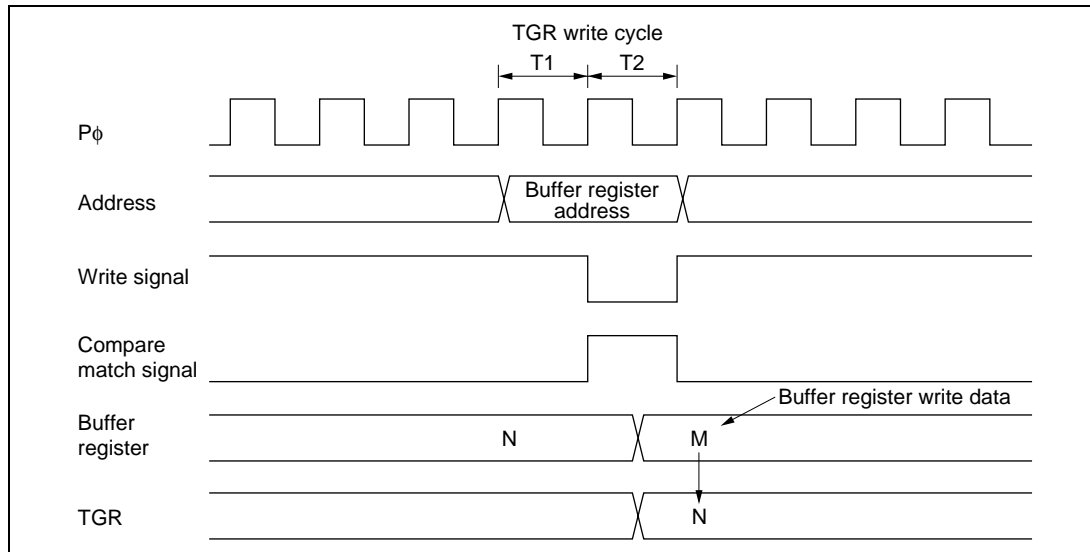 TGR write cycle
T1 T2
Pϕ
Address
Buffer register
address
Write signal
Compare
match signal
Buffer register write data
Buffer
register
N M
TGR
N